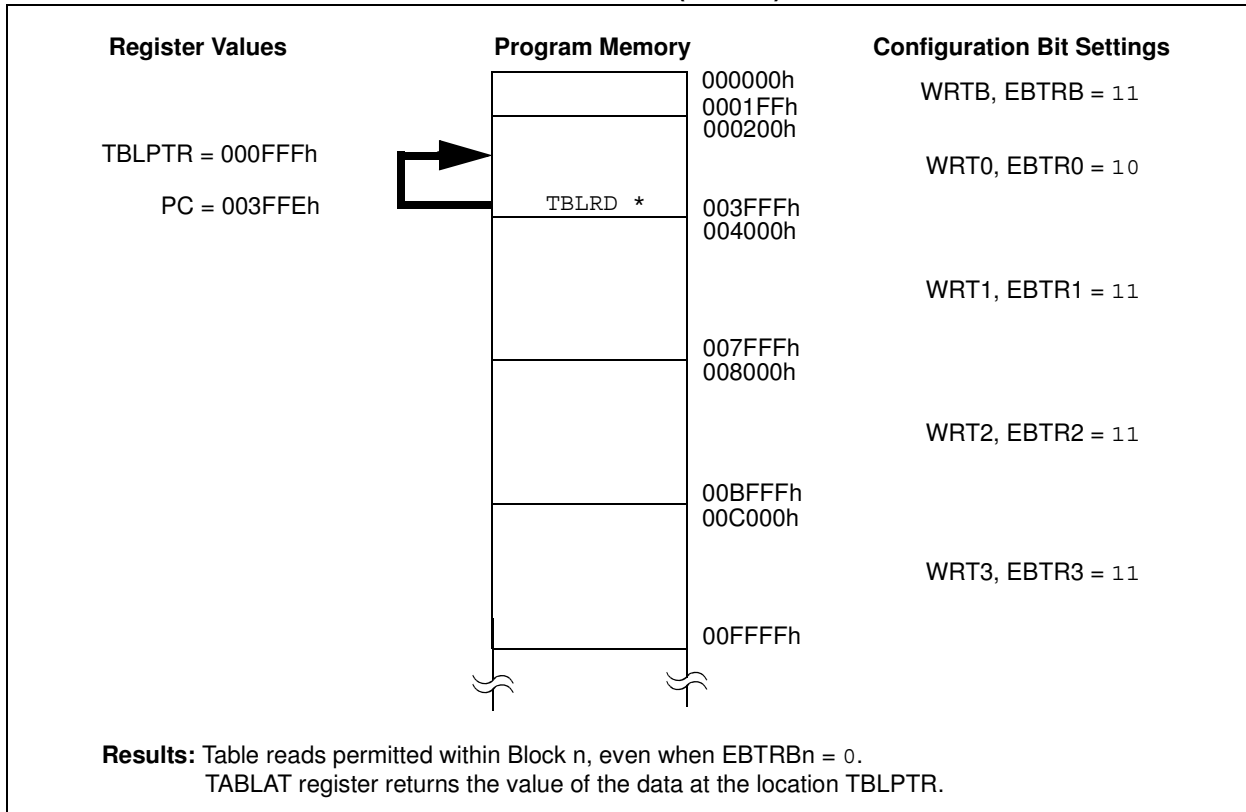 Register Values Program Memory Configuration Bit Settings
000000h
WRTB, EBTRB = 11
0001FFh
000200h
TBLPTR = 000FFFh
WRT0, EBTR0 = 10
PC = 003FFEh TBLRD * 003FFFh
004000h
WRT1, EBTR1 = 11
007FFFh
008000h
WRT2, EBTR2 = 11
00BFFFh
00C000h
WRT3, EBTR3 = 11
00FFFFh
Results: Table reads permitted within Block n, even when EBTRBn = 0.
TABLAT register returns the value of the data at the location TBLPTR.